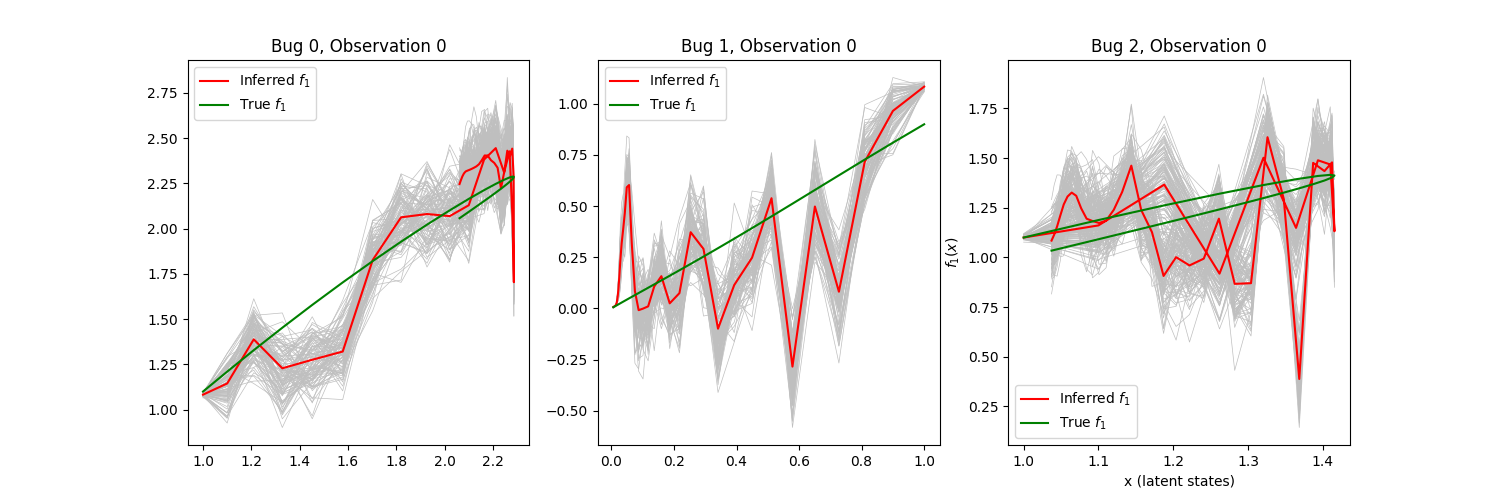 Bug 0, Observation 0
Inferred f₁
True f₁
2.75
2.50
2.25
2.00
1.75
1.50
1.25
1.00
1.0 1.2 1.4 1.6 1.8 2.0 2.2
Bug 1, Observation 0
Inferred f₁
True f₁
1.00
0.75
0.50
0.25
0.00
−0.25
−0.50
0.0 0.2 0.4 0.6 0.8 1.0
Bug 2, Observation 0
f₁(x)
1.75
1.50
1.25
1.00
0.75
0.50
0.25
Inferred f₁
True f₁
1.0 1.1 1.2 1.3 1.4
x (latent states)